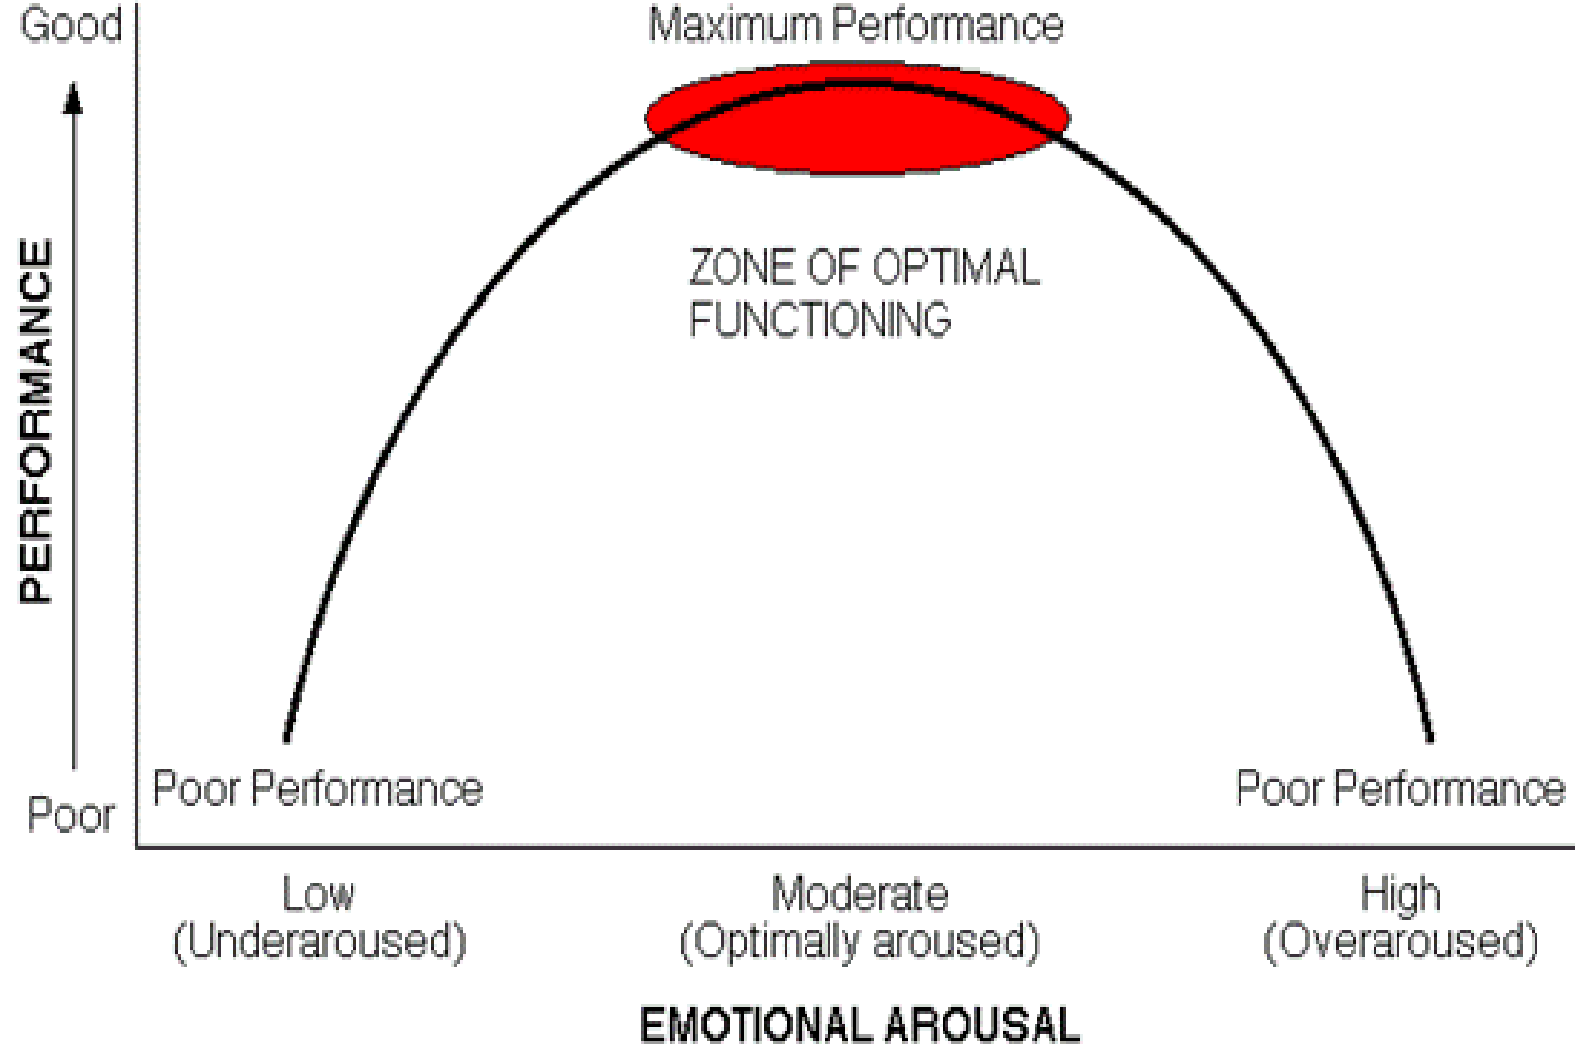 Good
Maximum Performance
PERFORMANCE
ZONE OF OPTIMAL
FUNCTIONING
Poor
Poor Performance
Poor Performance
Low
(Underaroused)
Moderate
(Optimally aroused)
High
(Overaroused)
EMOTIONAL AROUSAL